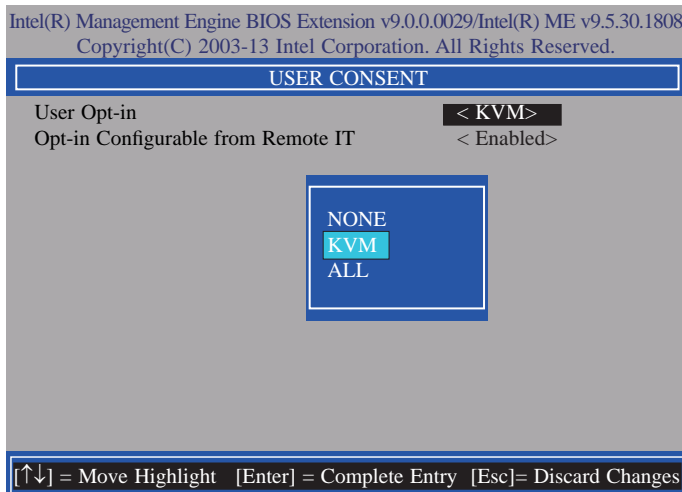 Intel(R) Management Engine BIOS Extension v9.0.0.0029/Intel(R) ME v9.5.30.1808
Copyright(C) 2003-13 Intel Corporation. All Rights Reserved.
USER CONSENT
User Opt-in < KVM>
Opt-in Configurable from Remote IT < Enabled>
NONE
KVM
ALL
[↑↓] = Move Highlight [Enter] = Complete Entry [Esc]= Discard Changes